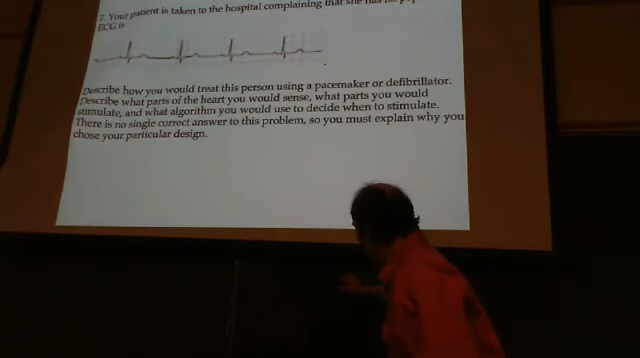 7. Your patient is taken to the hospital complaining that she has no
ECG is
Describe how you would treat this person using a pacemaker or defibrillator.
Describe what parts of the heart you would sense, what parts you would
stimulate, and what algorithm you would use to decide when to stimulate.
There is no single correct answer to this problem, so you must explain why you
chose your particular design.